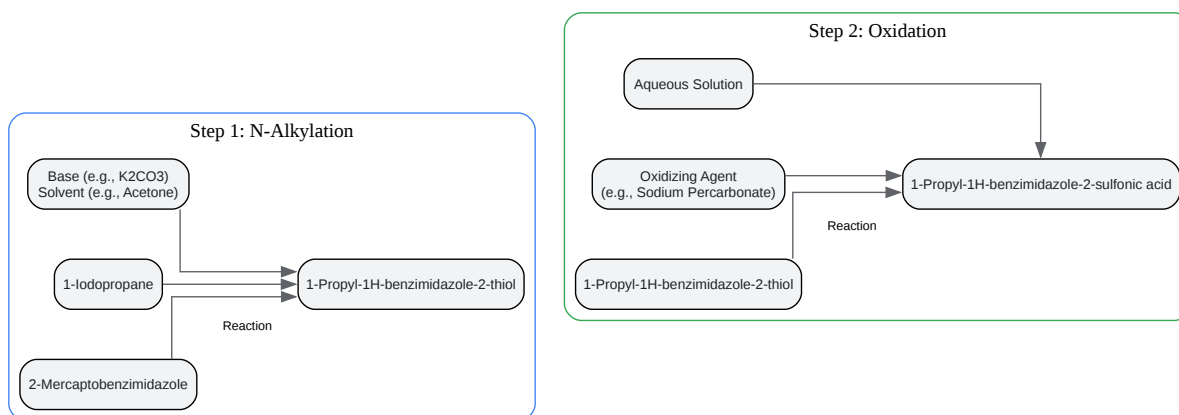 Step 1: N-Alkylation
Base (e.g., K2CO3)
Solvent (e.g., Acetone)
1-Iodopropane
1-Propyl-1H-benzimidazole-2-thiol
Reaction
2-Mercaptobenzimidazole
Step 2: Oxidation
Aqueous Solution
Oxidizing Agent
(e.g., Sodium Percarbonate)
1-Propyl-1H-benzimidazole-2-sulfonic acid
Reaction
1-Propyl-1H-benzimidazole-2-thiol